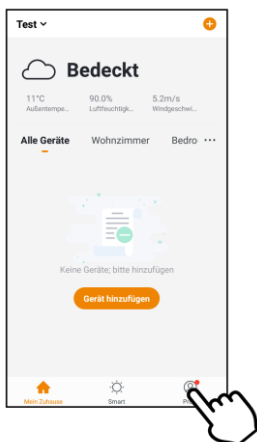 Test
Bedeckt
11°C 90.0% 5.2m/s
Außentempe... Luftfeuchtigk... Windgeschwi...
Alle Geräte Wohnzimmer Bedro ...
Keine Geräte; bitte hinzufügen
Gerät hinzufügen
Mein Zuhause Smart